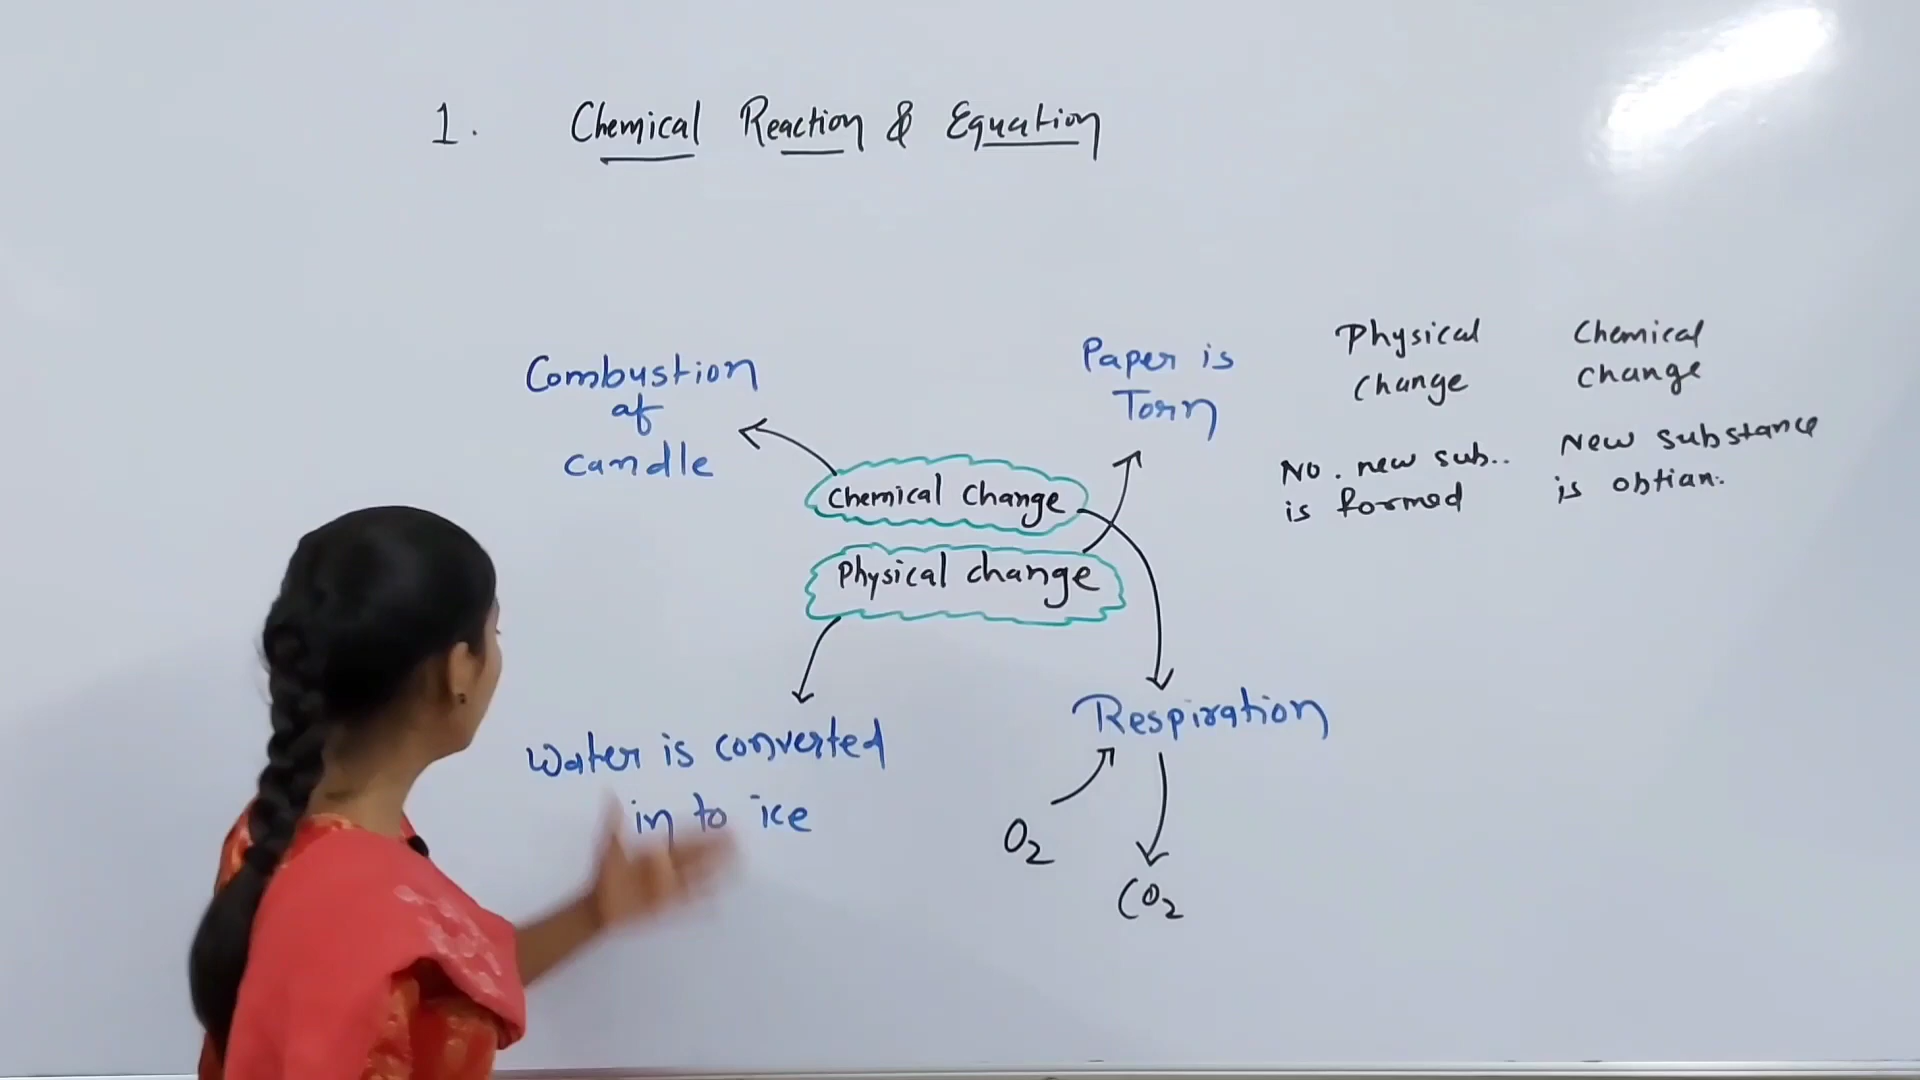 1. Chemical Reaction & Equation
Combustion
of
candle
Paper is
Torn
Physical
change
Chemical
change
No. new sub..
is formed
New substance
is obtian.
chemical change
physical change
water is converted
in to ice
Respiration
O₂
CO₂